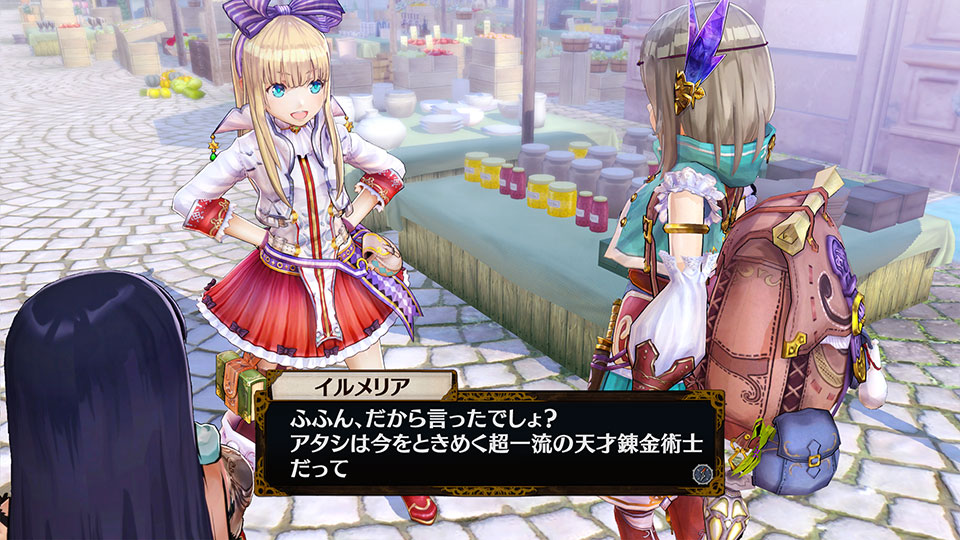 イルメリア
ふふん、だから言ったでしょ?
アタシは今をときめく超一流の天才錬金術士
だって